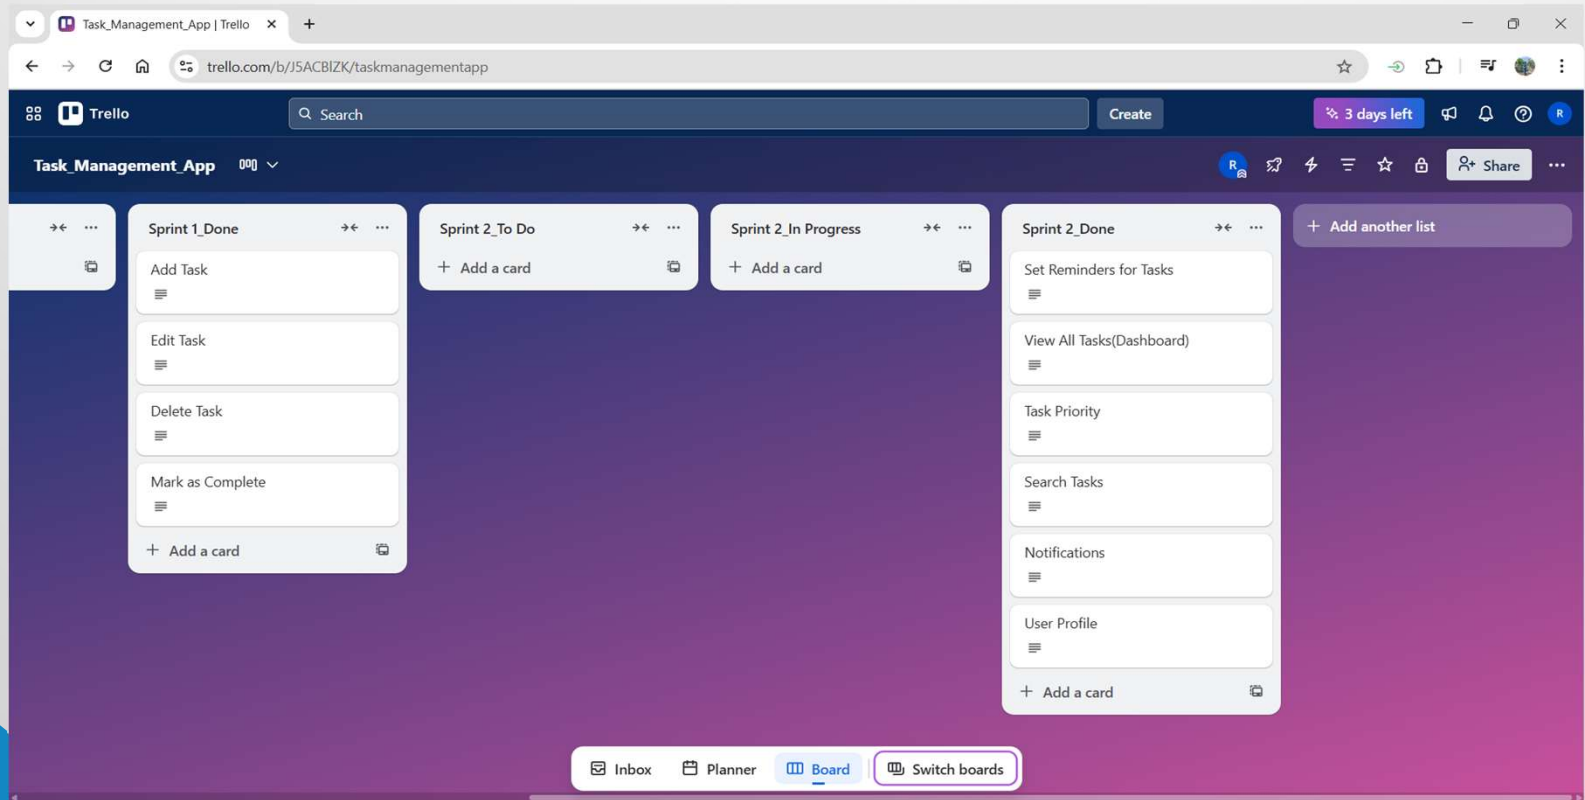 Task_Management_App | Trello
trello.com/b/J5ACBlZK/taskmanagementapp
Trello
Search
Create
3 days left
R
Task_Management_App
R
Share
Sprint 1_Done
Add Task
Edit Task
Delete Task
Mark as Complete
Add a card
Sprint 2_To Do
Add a card
Sprint 2_In Progress
Add a card
Sprint 2_Done
Set Reminders for Tasks
View All Tasks(Dashboard)
Task Priority
Search Tasks
Notifications
User Profile
Add a card
Add another list
Inbox
Planner
Board
Switch boards